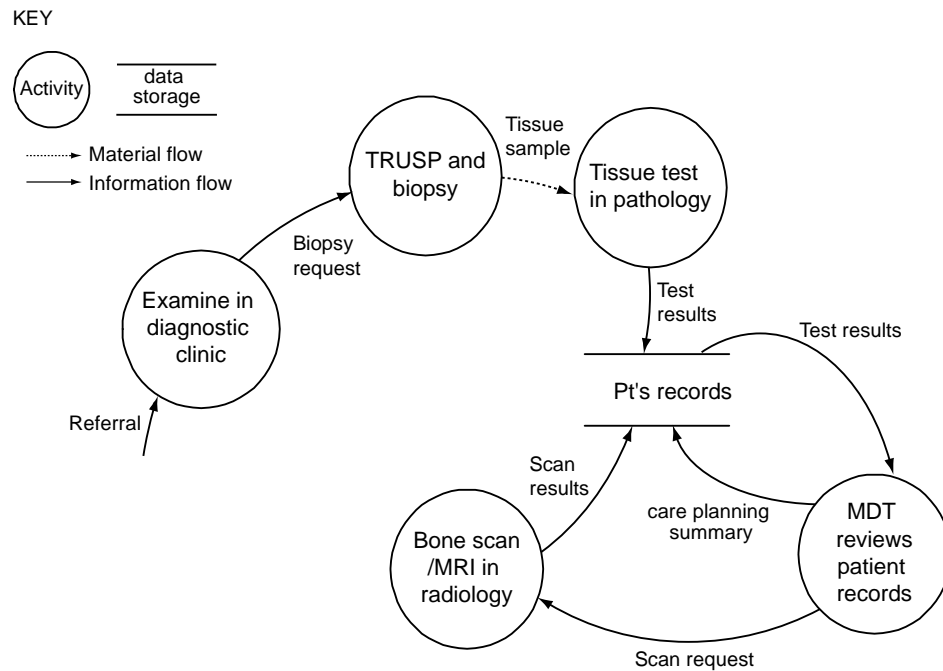 KEY
Activity
data
storage
Material flow
Information flow
TRUSP and
biopsy
Tissue
sample
Tissue test
in pathology
Biopsy
request
Examine in
diagnostic
clinic
Referral
Test
results
Test results
Pt's records
Scan
results
care planning
summary
MDT
reviews
patient
records
Bone scan
/MRI in
radiology
Scan request